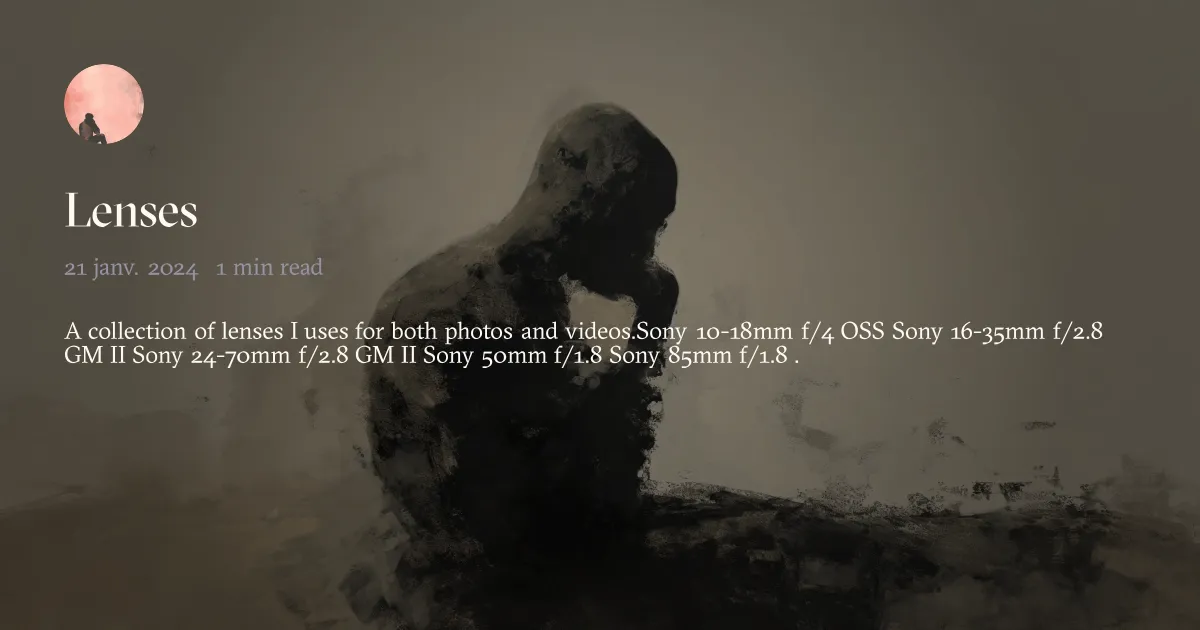 Lenses
21 janv. 2024 1 min read
A collection of lenses I uses for both photos and videos.Sony 10-18mm f/4 OSS Sony 16-35mm f/2.8
GM II Sony 24-70mm f/2.8 GM II Sony 50mm f/1.8 Sony 85mm f/1.8 .